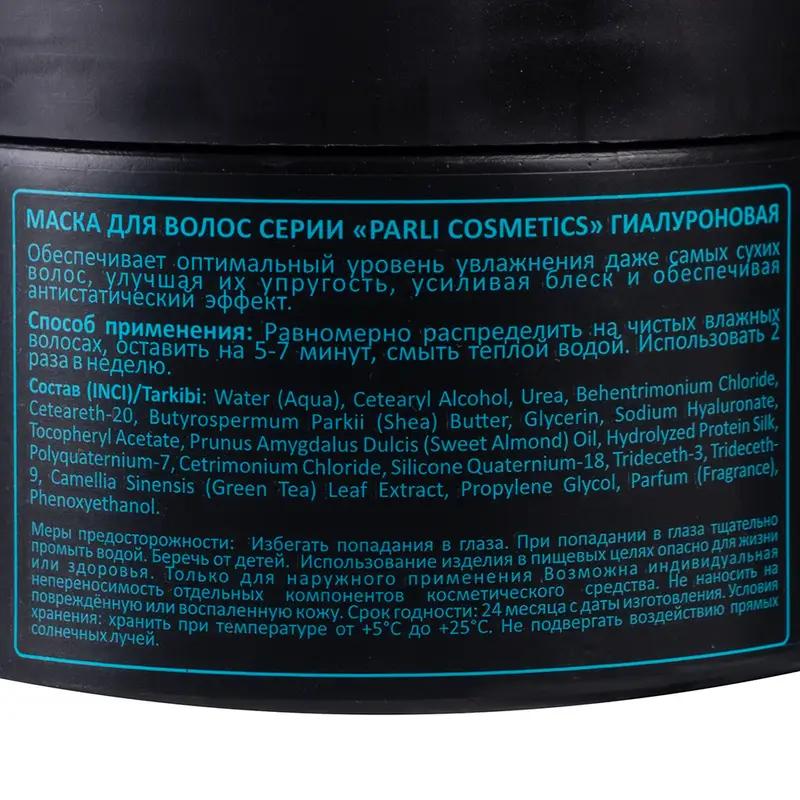 МАСКА ДЛЯ ВОЛОС СЕРИИ «PARLI COSMETICS» ГИАЛУРОНОВАЯ
Обеспечивает оптимальный уровень увлажнения даже самых сухих
волос, улучшая их упругость, усиливая блеск и обеспечивая
антистатический эффект.
Способ применения: Равномерно распределить на чистых влажных
волосах, оставить на 5-7 минут, смыть теплой водой. Использовать 2
раза в неделю.
Состав (INCI)/Tarkibi: Water (Aqua), Cetearyl Alcohol, Urea, Behentrimonium Chloride,
Ceteareth-20, Butyrospermum Parkii (Shea) Butter, Glycerin, Sodium Hyaluronate,
Tocopheryl Acetate, Prunus Amygdalus Dulcis (Sweet Almond) Oil, Hydrolyzed Protein Silk,
Polyquaternium-7, Cetrimonium Chloride, Silicone Quaternium-18, Trideceth-3, Trideceth-
9, Camellia Sinensis (Green Tea) Leaf Extract, Propylene Glycol, Parfum (Fragrance),
Phenoxyethanol.
Меры предосторожности: Избегать попадания в глаза. При попадании в глаза тщательно
промыть водой. Беречь от детей. Использование изделия в пищевых целях опасно для жизни
или здоровья. Только для наружного применения Возможна индивидуальная
непереносимость отдельных компонентов косметического средства. Не наносить на
повреждённую или воспаленную кожу. Срок годности: 24 месяца с даты изготовления. Условия
хранения: хранить при температуре от +5°С до +25°С. Не подвергать воздействию прямых
солнечных лучей.